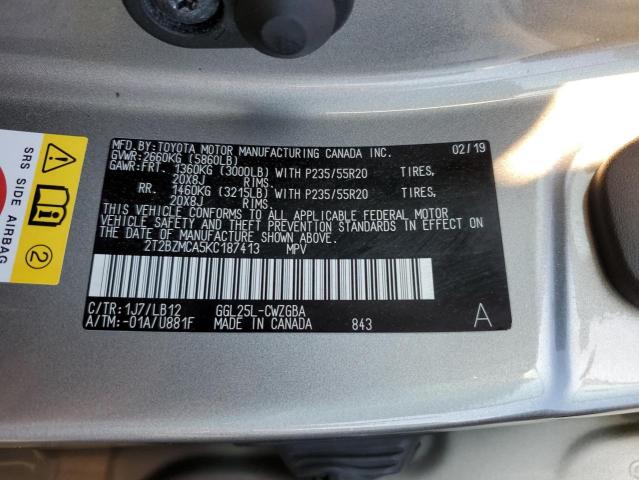 MFD. BY: TOYOTA MOTOR MANUFACTURING CANADA INC. 02/19
GVWR: 2660KG (5860LB)
GAWR: FRT. 1360KG (3000LB) WITH P235/55R20 TIRES,
20X8J RIMS.
RR. 1460KG (3215LB) WITH P235/55R20 TIRES,
20X8J RIMS.
THIS VEHICLE CONFORMS TO ALL APPLICABLE FEDERAL MOTOR
VEHICLE SAFETY AND THEFT PREVENTION STANDARDS IN EFFECT ON
THE DATE OF MANUFACTURE SHOWN ABOVE.
2T2BZMCA5KC187413 MPV
C/TR: 1J7/LB12 GGL25L-CWZGBA A
A/TM: -01A/U881F MADE IN CANADA 843
SRS SIDE AIRBAG
2